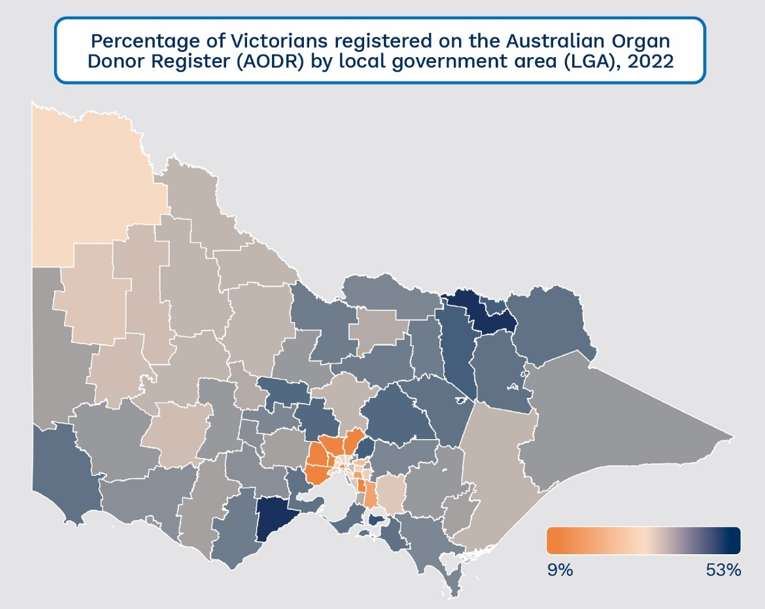 Percentage of Victorians registered on the Australian Organ
Donor Register (AODR) by local government area (LGA), 2022
9%
53%